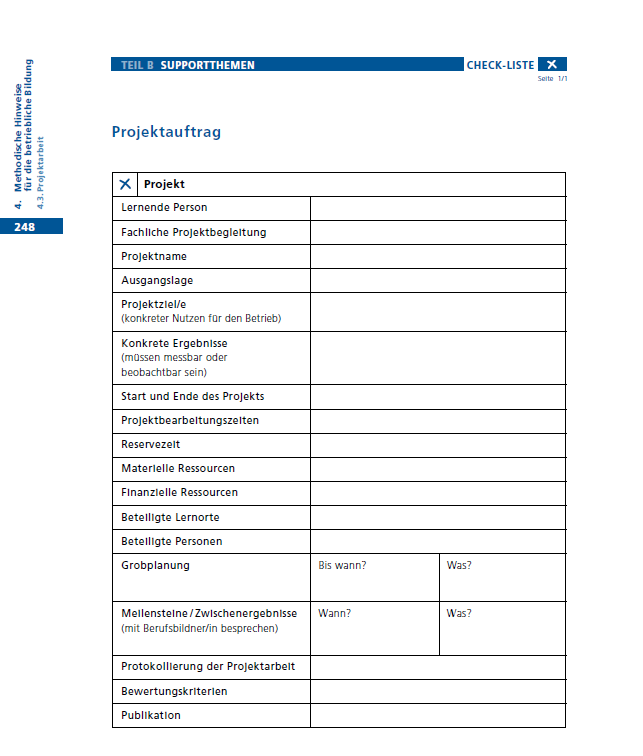 TEIL B SUPPORTTHEMEN
CHECK-LISTE
Seite 1/1
4. Methodische Hinweise
für die betriebliche Bildung
4.3. Projektarbeit
248
Projektauftrag
Projekt
Lernende Person
Fachliche Projektbegleitung
Projektname
Ausgangslage
Projektziel/e
(konkreter Nutzen für den Betrieb)
Konkrete Ergebnisse
(müssen messbar oder
beobachtbar sein)
Start und Ende des Projekts
Projektbearbeitungszeiten
Reservezeit
Materielle Ressourcen
Finanzielle Ressourcen
Beteiligte Lernorte
Beteiligte Personen
Grobplanung Bis wann? Was?
Meilensteine/Zwischenergebnisse Wann? Was?
(mit Berufsbildner/in besprechen)
Protokollierung der Projektarbeit
Bewertungskriterien
Publikation